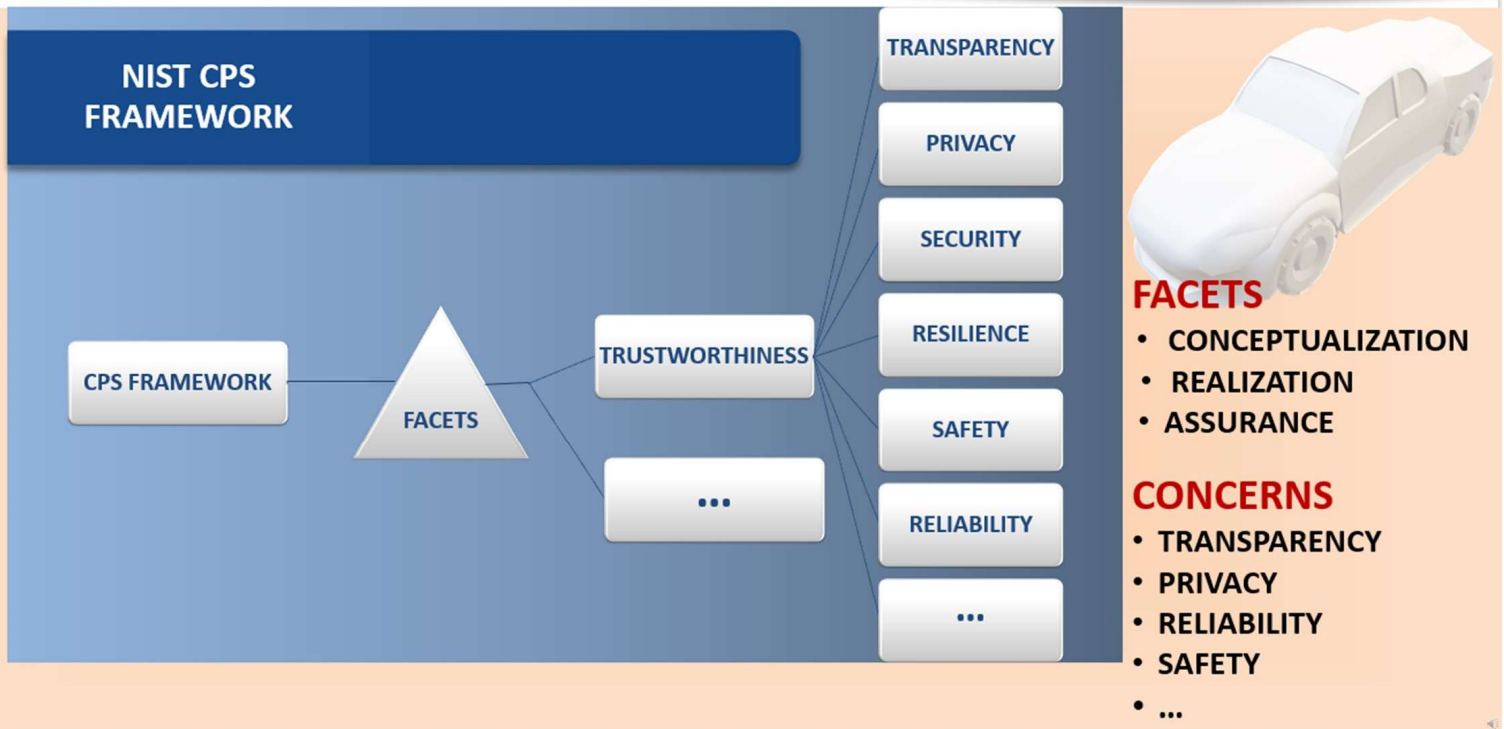 NIST CPS
FRAMEWORK
CPS FRAMEWORK
FACETS
TRUSTWORTHINESS
...
TRANSPARENCY
PRIVACY
SECURITY
RESILIENCE
SAFETY
RELIABILITY
...
FACETS
• CONCEPTUALIZATION
• REALIZATION
• ASSURANCE
CONCERNS
• TRANSPARENCY
• PRIVACY
• RELIABILITY
• SAFETY
• ...